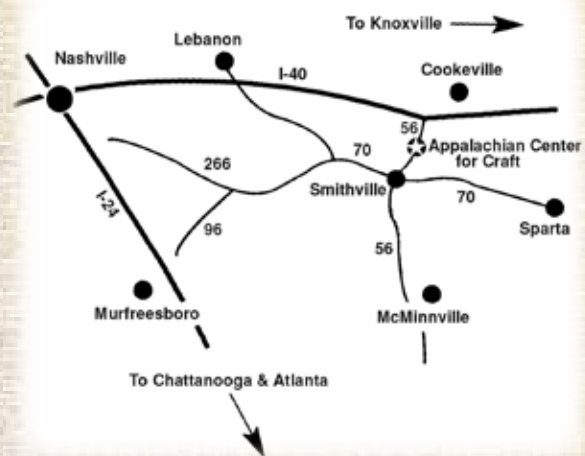 To Knoxville
Lebanon
Nashville
I-40
Cookeville
56
Appalachian Center
for Craft
70
266
Smithville
70
I-24
Sparta
96
56
Murfreesboro
McMinnville
To Chattanooga & Atlanta